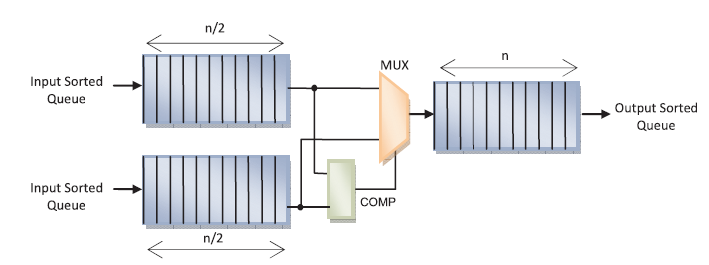 n/2
MUX
n
Input Sorted
Queue
Output Sorted
Queue
Input Sorted
Queue
COMP
n/2